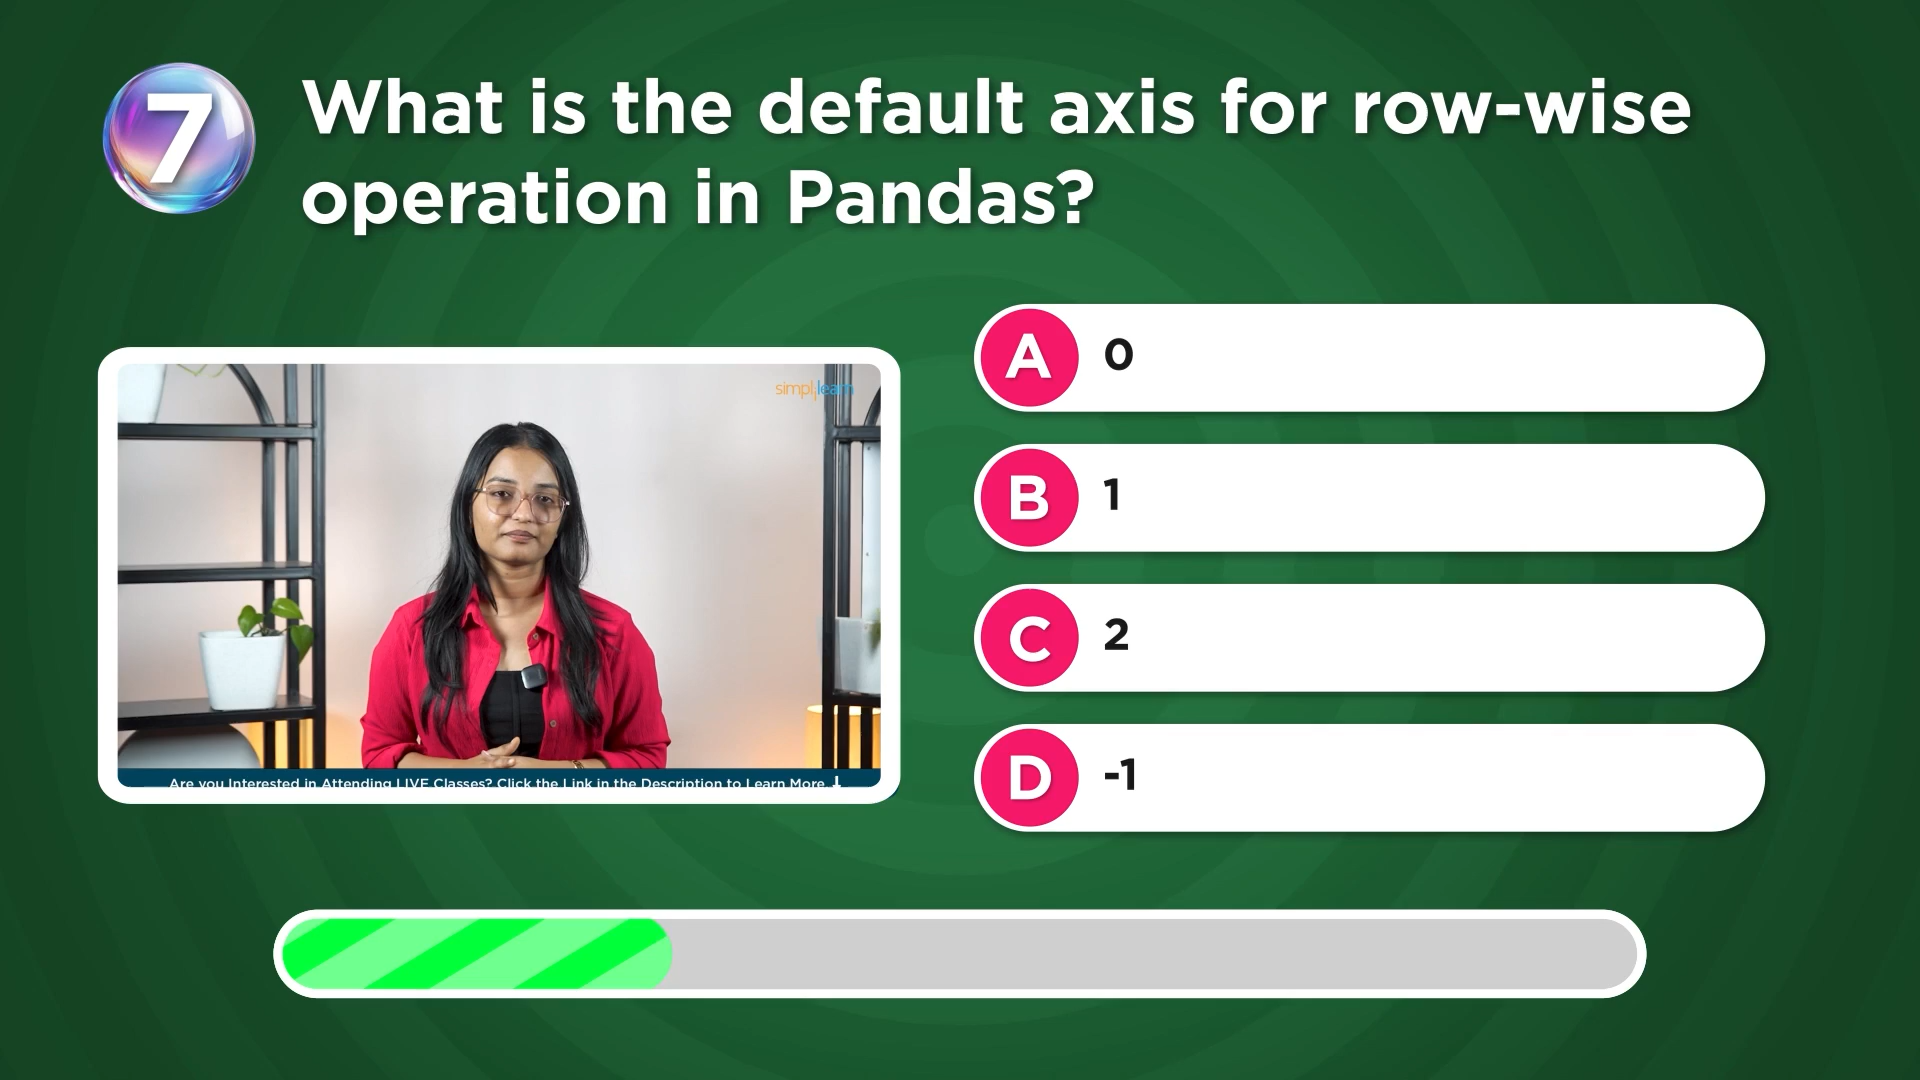 7
What is the default axis for row-wise
operation in Pandas?
simplilearn
A 0
B 1
C 2
D -1
Are you Interested in Attending LIVE Classes? Click the Link in the Description to Learn More